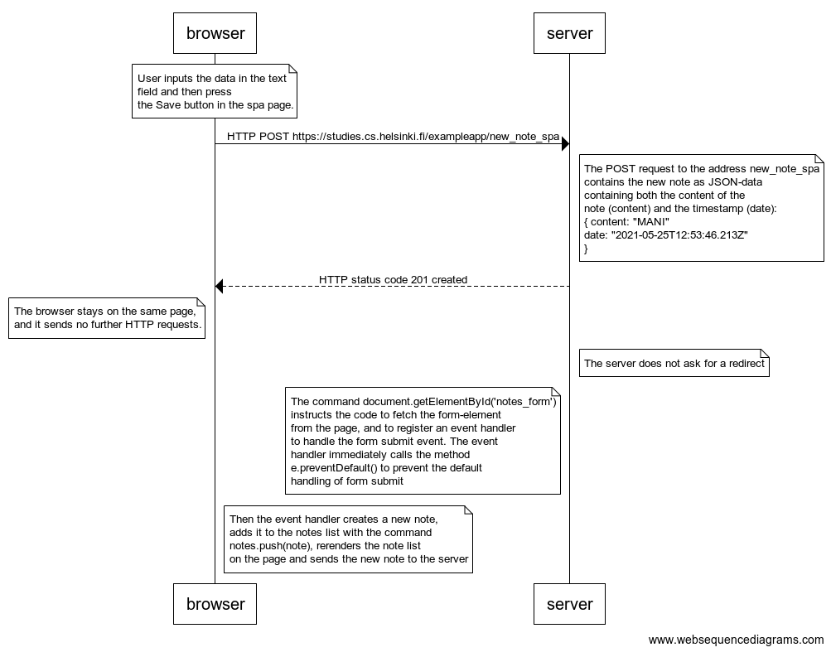 browser
server
User inputs the data in the text
field and then press
the Save button in the spa page.
HTTP POST https://studies.cs.helsinki.fi/exampleapp/new_note_spa
The POST request to the address new_note_spa
contains the new note as JSON-data
containing both the content of the
note (content) and the timestamp (date):
{ content: "MANI"
date: "2021-05-25T12:53:46.213Z"
}
HTTP status code 201 created
The browser stays on the same page,
and it sends no further HTTP requests.
The server does not ask for a redirect
The command document.getElementById('notes_form')
instructs the code to fetch the form-element
from the page, and to register an event handler
to handle the form submit event. The event
handler immediately calls the method
e.preventDefault() to prevent the default
handling of form submit
Then the event handler creates a new note,
adds it to the notes list with the command
notes.push(note), rerenders the note list
on the page and sends the new note to the server
browser
server
www.websequencediagrams.com